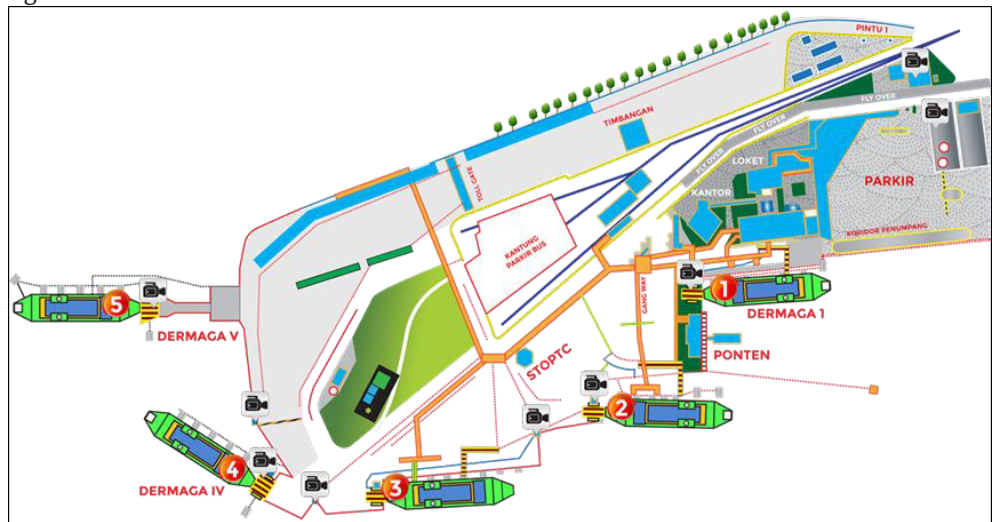 PINTU 1
FLY OVER
FLY OVER
FLY OVER
TIMBANGAN
LOKET
TOLL GATE
KANTOR
PARKIR
KANTUNG
PARKIR BUS
KORIDOR PENUMPANG
GANG WAY
1
DERMAGA 1
5
DERMAGA V
STOPTC
PONTEN
2
4
DERMAGA IV
3